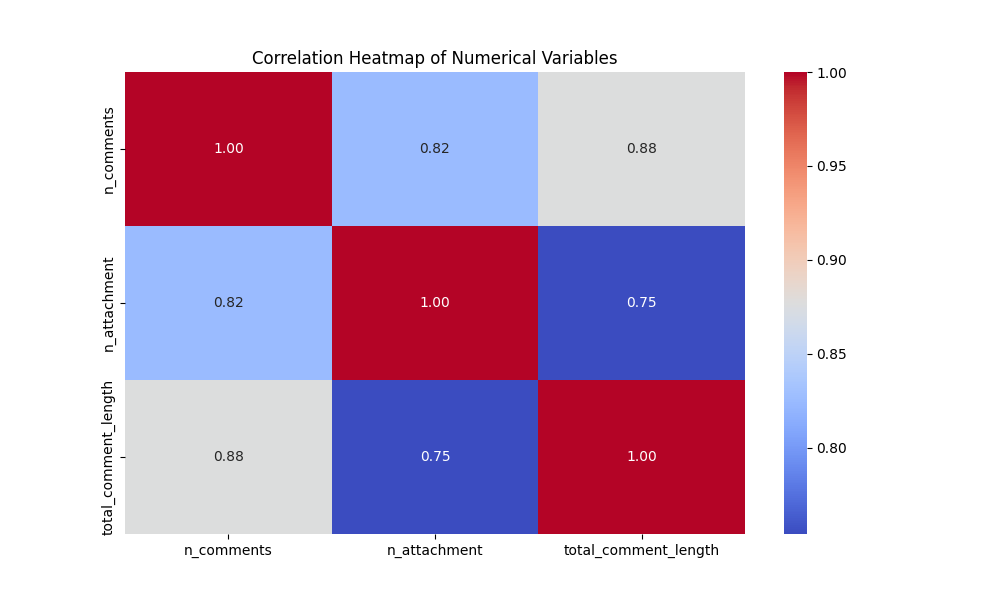 Correlation Heatmap of Numerical Variables
n_comments
1.00
0.82
0.88
n_attachment
0.82
1.00
0.75
total_comment_length
0.88
0.75
1.00
n_comments
n_attachment
total_comment_length
1.00
0.95
0.90
0.85
0.80